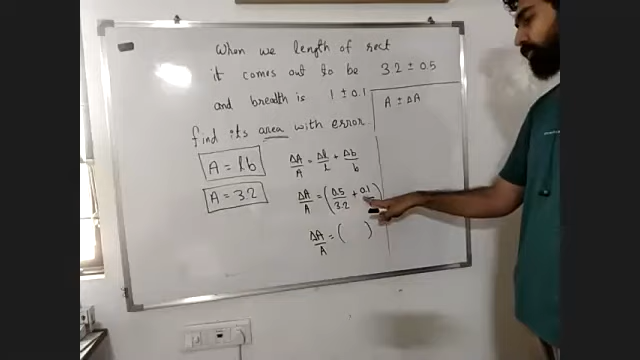 When we length of rect
it comes out to be 3.2 ± 0.5
and breadth is 1 ± 0.1
find its area with error.
A ± ΔA
A = lb
ΔA/A = Δl/l + Δb/b
A = 3.2
ΔA/A = (0.5/3.2 + 0.1/
ΔA/A = ( )